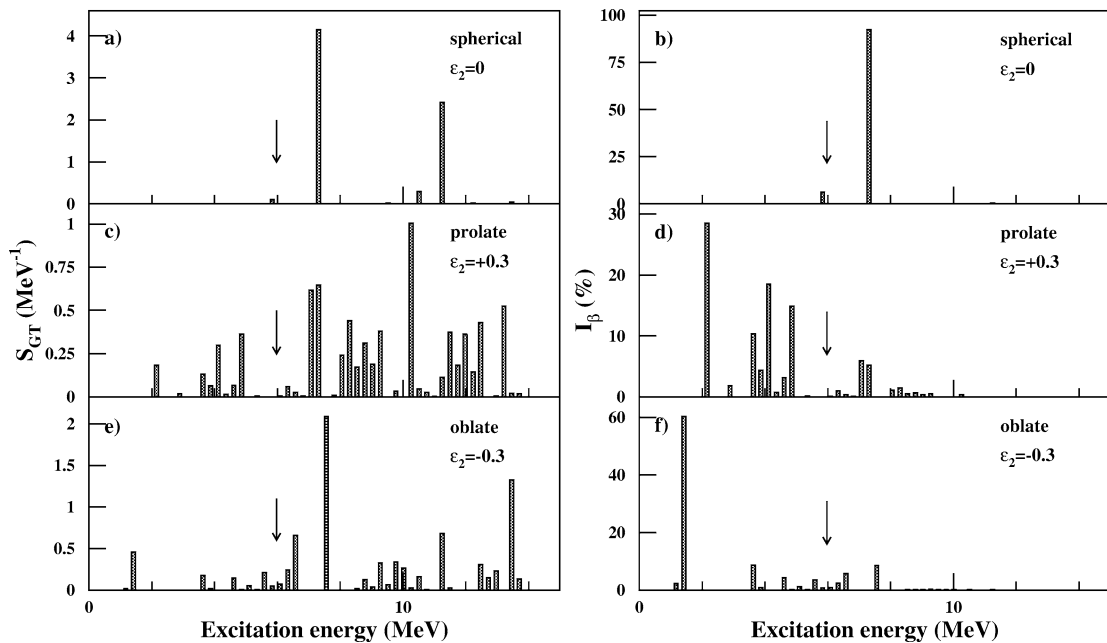 a)
spherical
ε2=0
4
3
2
1
0
b)
spherical
ε2=0
100
75
50
25
0
c)
prolate
ε2=+0.3
1
0.75
0.5
0.25
0
SGT (MeV-1)
d)
prolate
ε2=+0.3
30
20
10
0
Iβ (%)
e)
oblate
ε2=-0.3
2
1.5
1
0.5
0
0
10
Excitation energy (MeV)
f)
oblate
ε2=-0.3
60
40
20
0
0
10
Excitation energy (MeV)